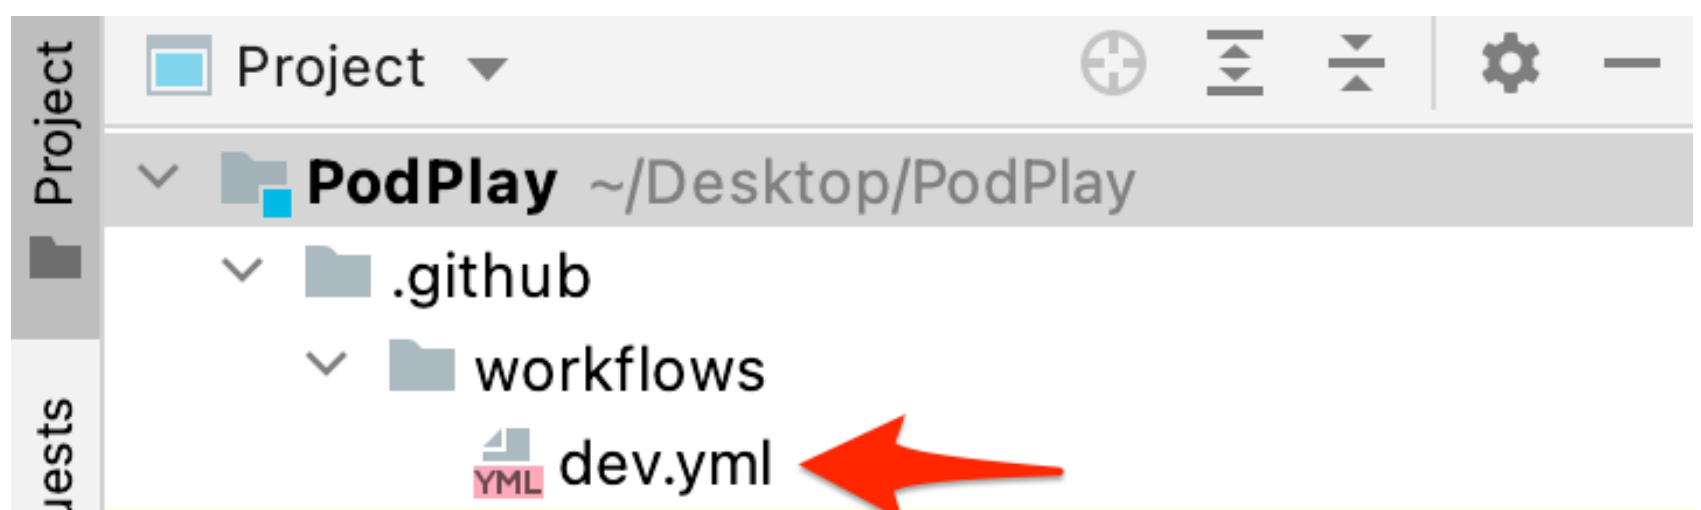 Project
Project
PodPlay ~/Desktop/PodPlay
.github
workflows
YML dev.yml